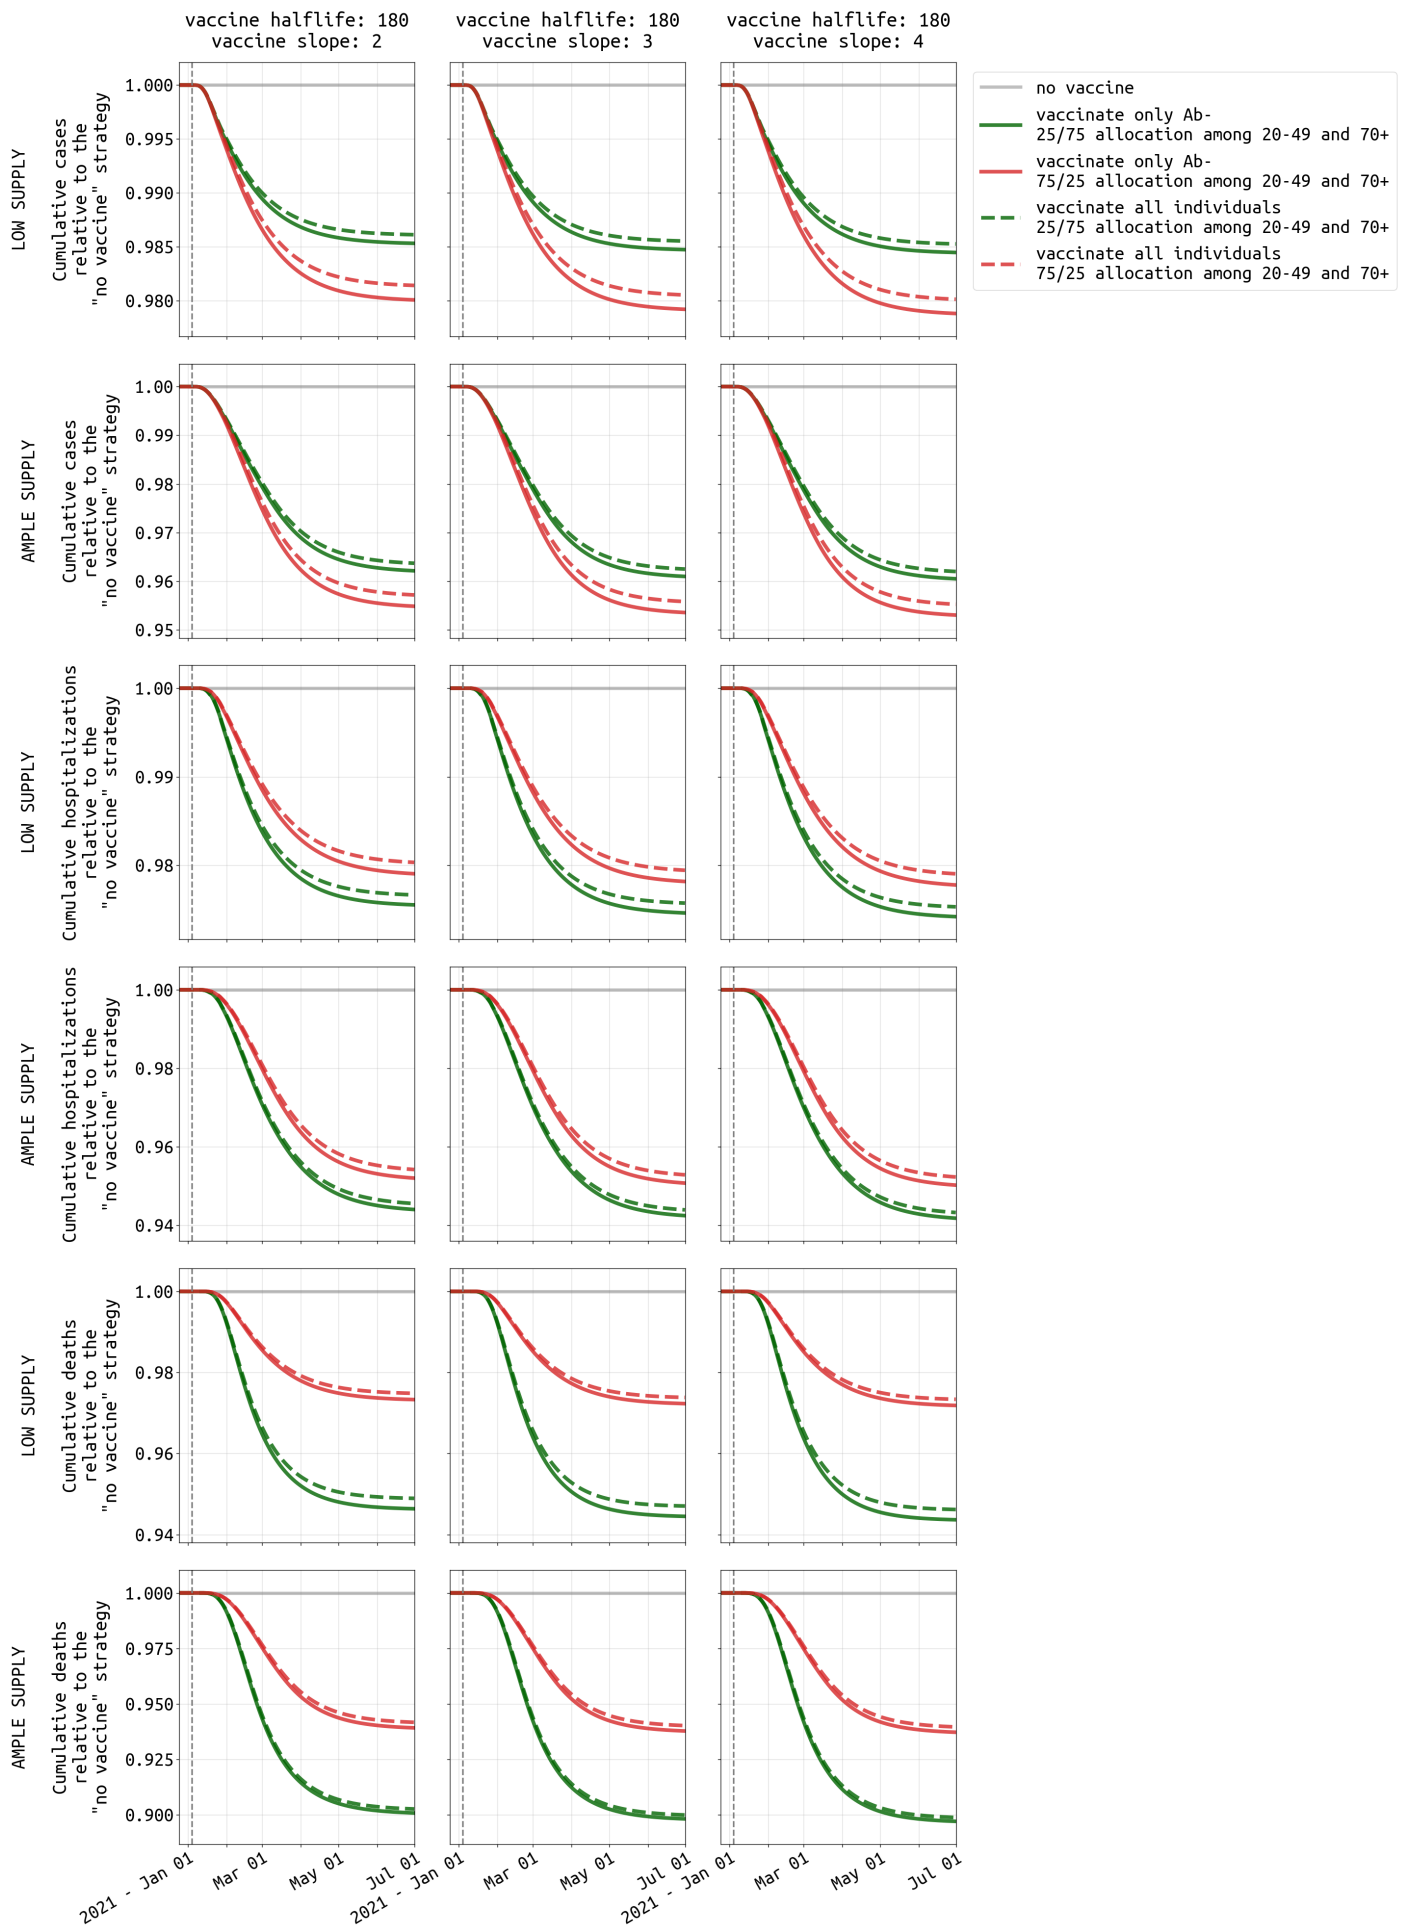 vaccine halflife: 180
vaccine slope: 2
vaccine halflife: 180
vaccine slope: 3
vaccine halflife: 180
vaccine slope: 4
no vaccine
vaccinate only Ab-
25/75 allocation among 20-49 and 70+
vaccinate only Ab-
75/25 allocation among 20-49 and 70+
vaccinate all individuals
25/75 allocation among 20-49 and 70+
vaccinate all individuals
75/25 allocation among 20-49 and 70+
LOW SUPPLY
Cumulative cases
relative to the
"no vaccine" strategy
1.000
0.995
0.990
0.985
0.980
AMPLE SUPPLY
Cumulative cases
relative to the
"no vaccine" strategy
1.00
0.99
0.98
0.97
0.96
0.95
LOW SUPPLY
Cumulative hospitalizations
relative to the
"no vaccine" strategy
1.00
0.99
0.98
AMPLE SUPPLY
Cumulative hospitalizations
relative to the
"no vaccine" strategy
1.00
0.98
0.96
0.94
LOW SUPPLY
Cumulative deaths
relative to the
"no vaccine" strategy
1.00
0.98
0.96
0.94
AMPLE SUPPLY
Cumulative deaths
relative to the
"no vaccine" strategy
1.000
0.975
0.950
0.925
0.900
2021 - Jan 01
Mar 01
May 01
Jul 01
2021 - Jan 01
Mar 01
May 01
Jul 01
2021 - Jan 01
Mar 01
May 01
Jul 01